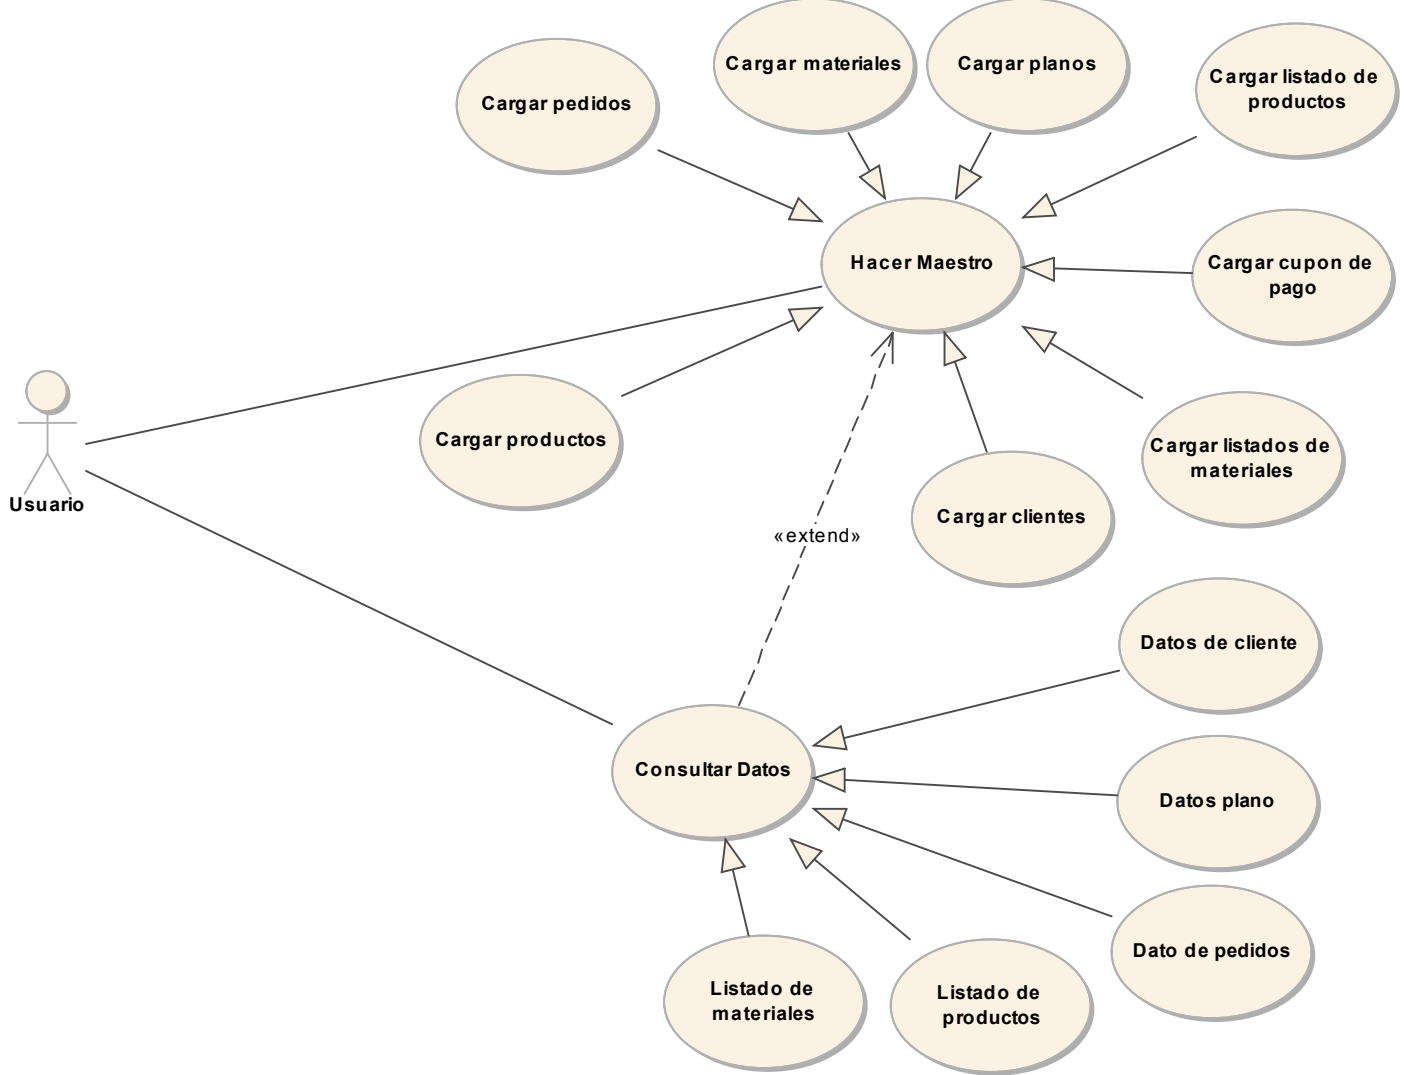 Cargar materiales
Cargar planos
Cargar listado de
productos
Cargar pedidos
Hacer Maestro
Cargar cupon de
pago
Cargar productos
Cargar listados de
materiales
Usuario
Cargar clientes
«extend»
Datos de cliente
Consultar Datos
Datos plano
Dato de pedidos
Listado de
materiales
Listado de
productos